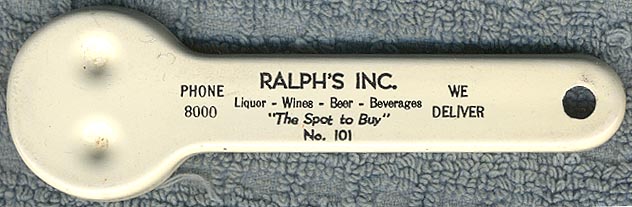 RALPH'S INC.
PHONE 8000
Liquor - Wines - Beer - Beverages
"The Spot to Buy"
No. 101
WE DELIVER